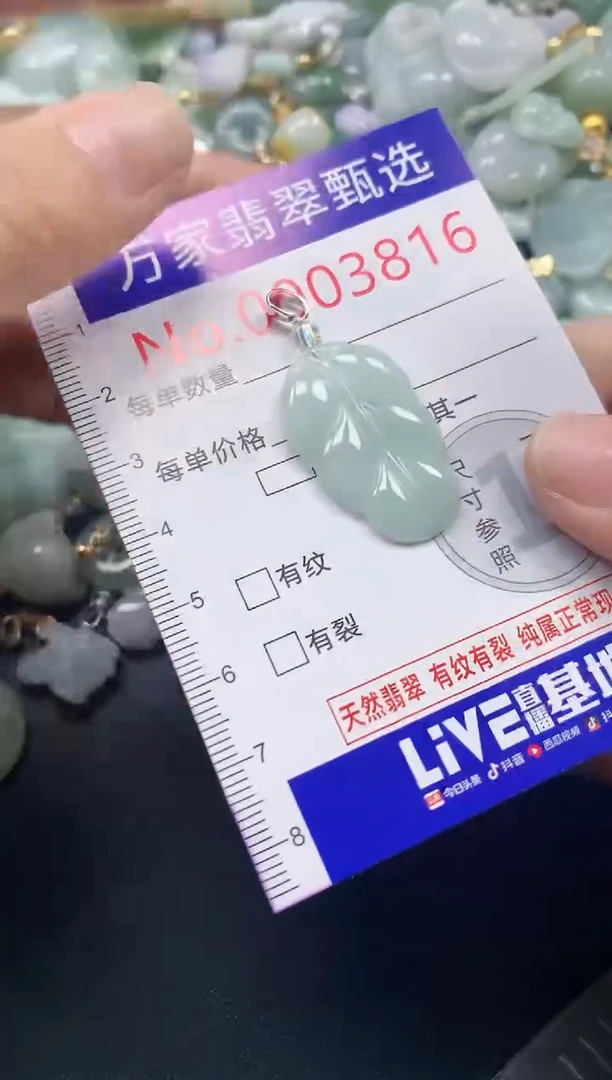 万家翡翠甄选
No.0003816
每单数量
每单价格
其一
尺寸参照
有纹
有裂
天然翡翠 有纹有裂 纯属正常现
LIVE直播基地
今日头条 抖音 西瓜视频 抖
1
2
3
4
5
6
7
8